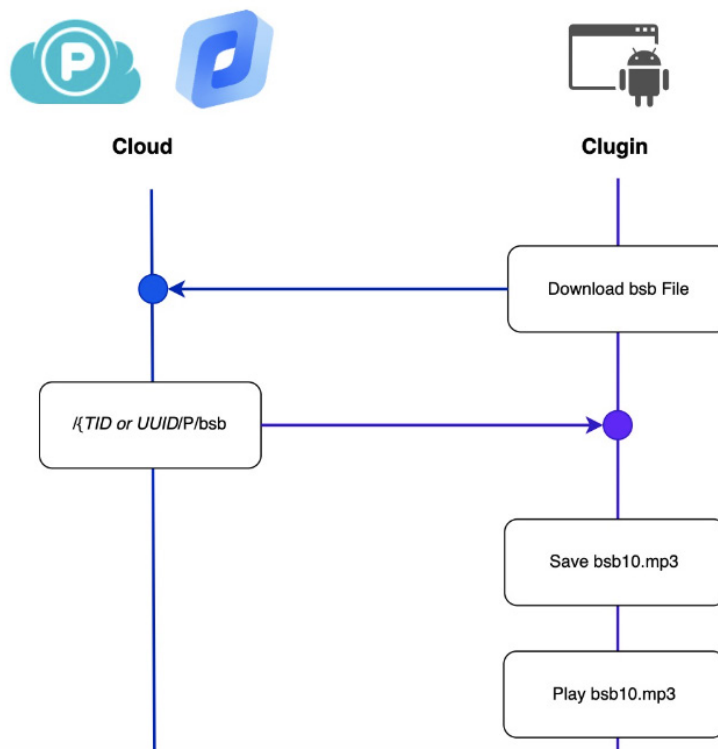 P
Cloud
Clugin
Download bsb File
/{TID or UUID/P/bsb
Save bsb10.mp3
Play bsb10.mp3